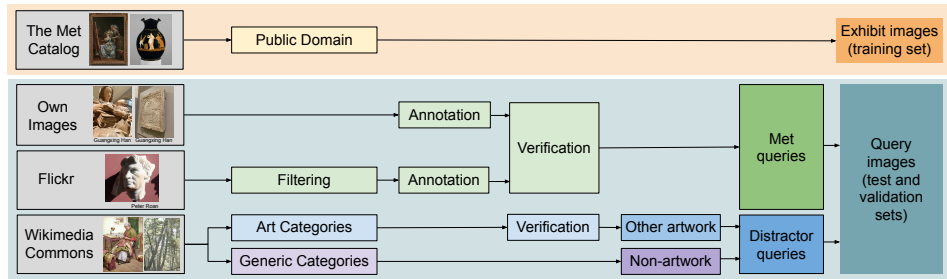 The Met
Catalog
Public Domain
Exhibit images
(training set)
Own
Images
Guangxing Han
Guangxing Han
Annotation
Verification
Met
queries
Query
images
(test and
validation
sets)
Flickr
Peter Roan
Filtering
Annotation
Wikimedia
Commons
Art Categories
Verification
Other artwork
Distractor
queries
Generic Categories
Non-artwork